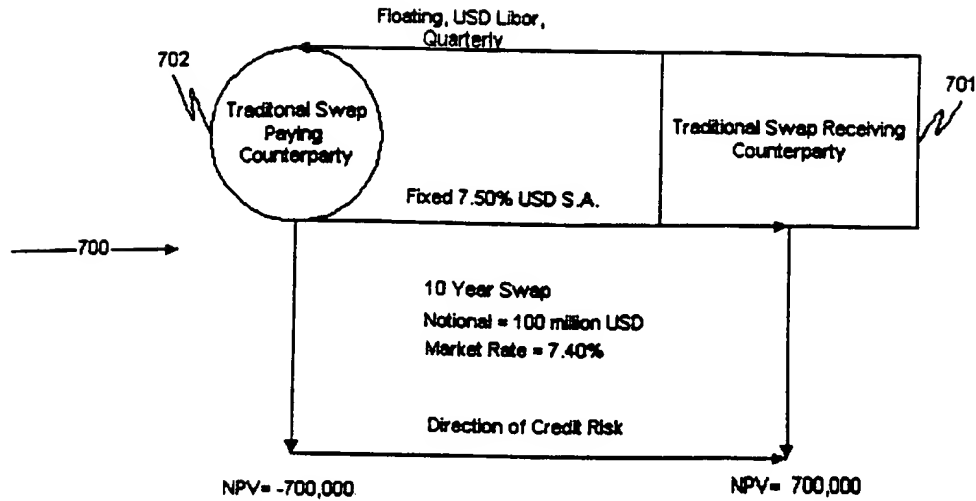 Floating, USD Libor,
Quarterly
702
701
Traditonal Swap
Paying
Counterparty
Traditional Swap Receiving
Counterparty
Fixed 7.50% USD S.A.
700
10 Year Swap
Notional = 100 million USD
Market Rate = 7.40%
Direction of Credit Risk
NPV= -700,000
NPV= 700,000